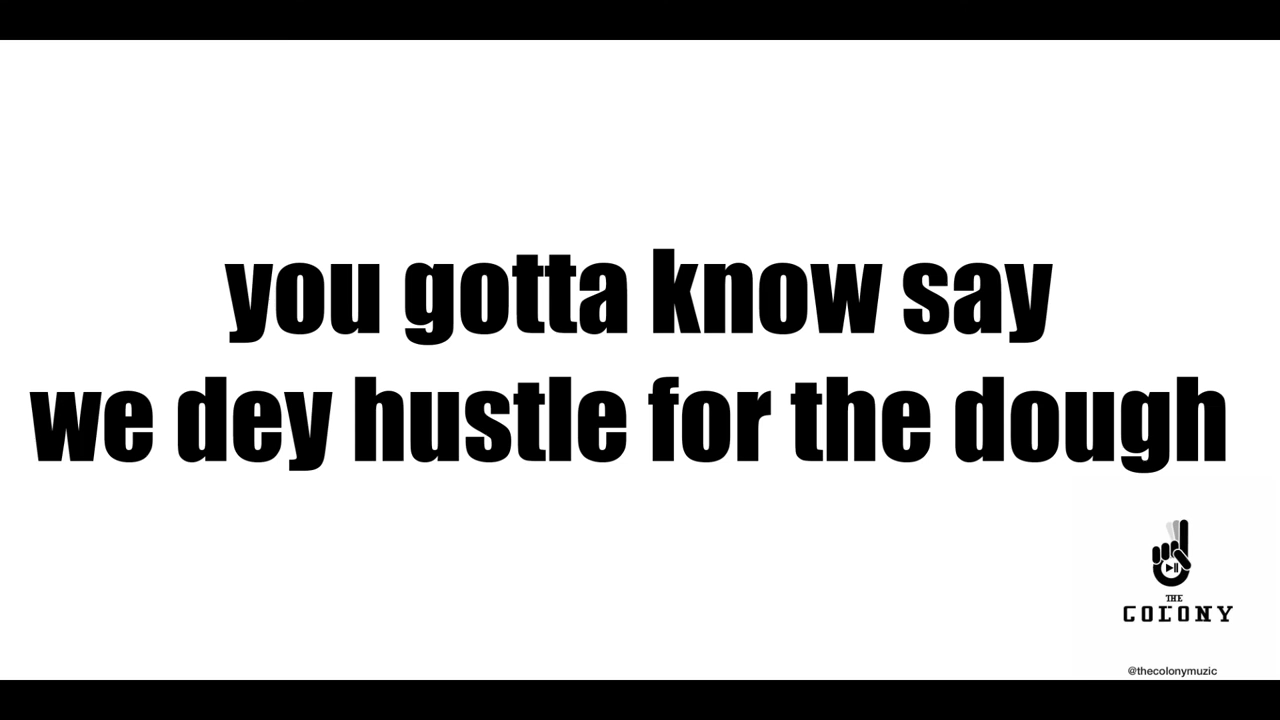 you gotta know say
we dey hustle for the dough
THE
COLONY
@thecolonymuzic